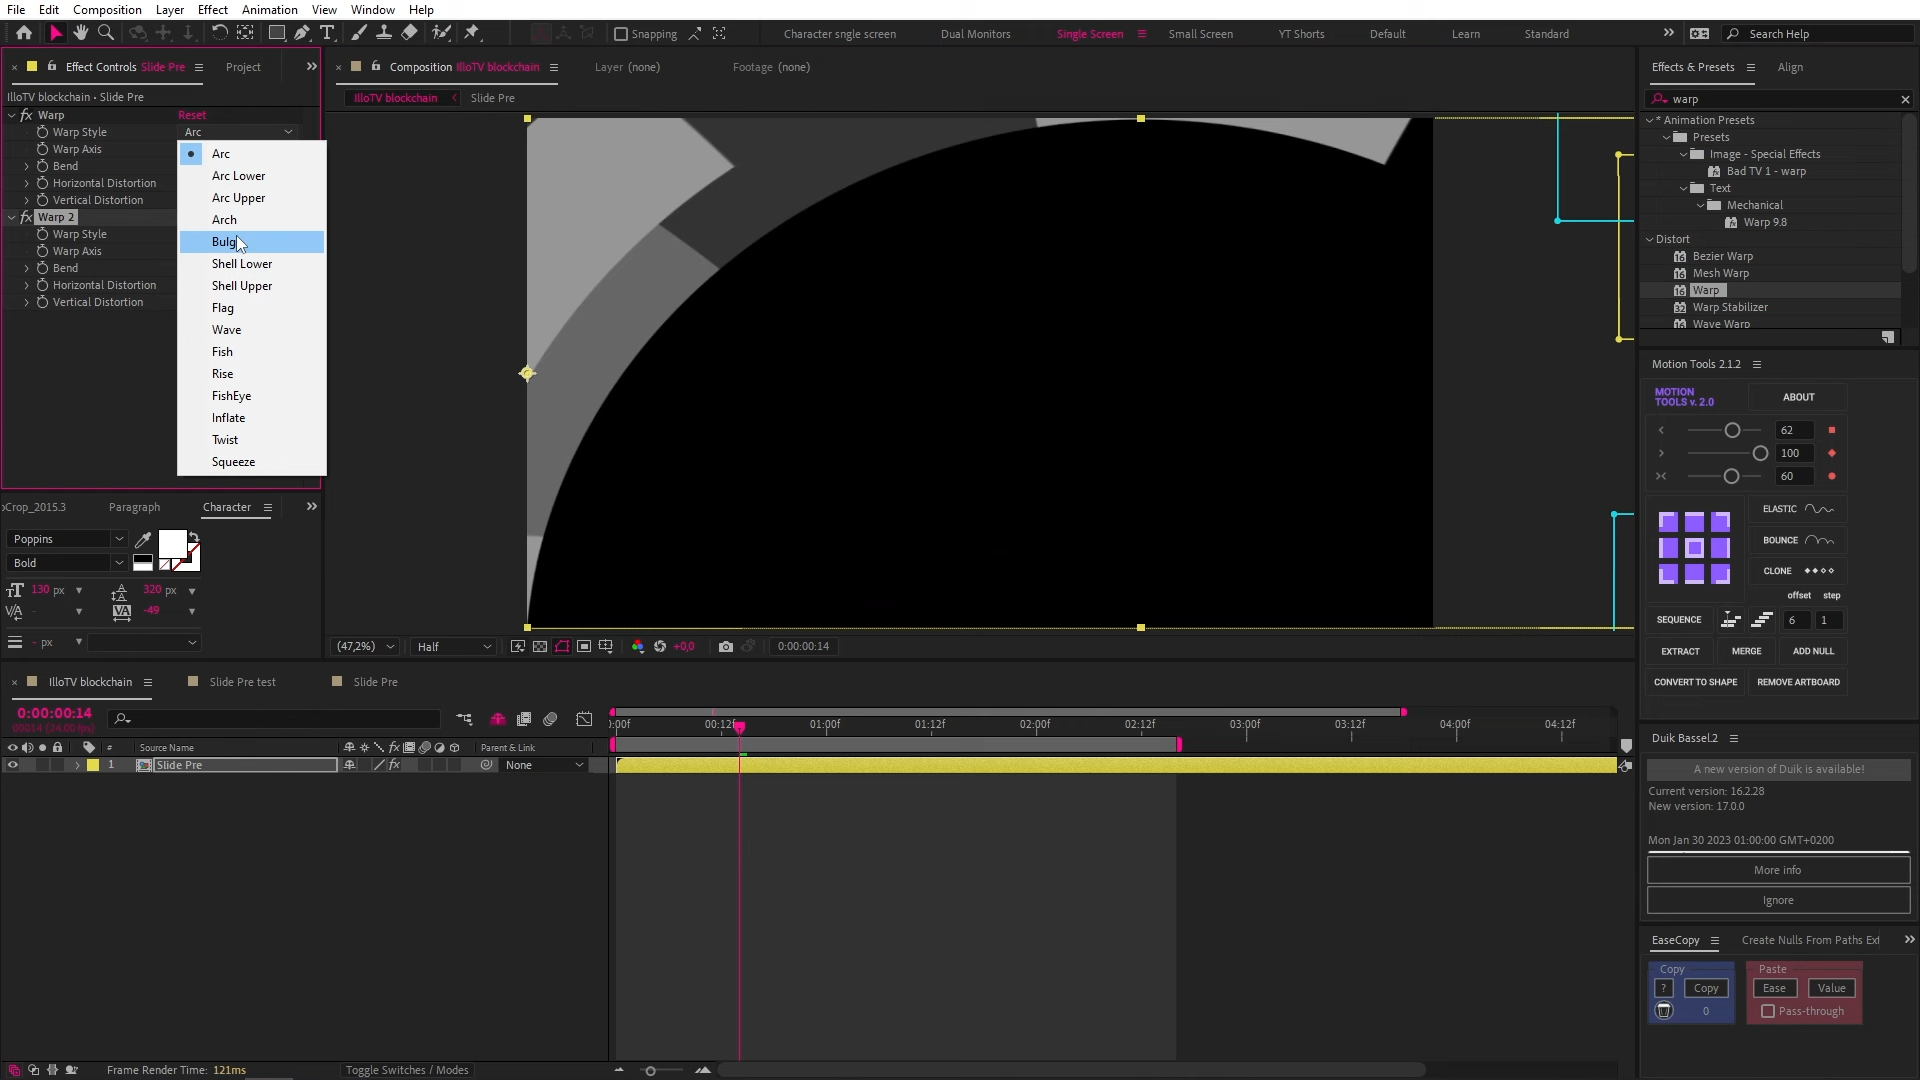 File Edit Composition Layer Effect Animation View Window Help
Snapping
Character sngle screen Dual Monitors Single Screen Small Screen YT Shorts Default Learn Standard Search Help
Effect Controls Slide Pre Project
Composition IlloTV blockchain Layer (none) Footage (none)
Effects & Presets Align
IlloTV blockchain • Slide Pre
IlloTV blockchain Slide Pre
warp
fx Warp Reset
Warp Style Arc
Warp Axis
Bend
Horizontal Distortion
Vertical Distortion
fx Warp 2
Warp Style
Warp Axis
Bend
Horizontal Distortion
Vertical Distortion
Arc
Arc Lower
Arc Upper
Arch
Bulg
Shell Lower
Shell Upper
Flag
Wave
Fish
Rise
FishEye
Inflate
Twist
Squeeze
* Animation Presets
Presets
Image - Special Effects
Bad TV 1 - warp
Text
Mechanical
Warp 9.8
Distort
Bezier Warp
Mesh Warp
Warp
Warp Stabilizer
Wave Warp
Motion Tools 2.1.2
MOTION
TOOLS v. 2.0
ABOUT
62
100
60
ELASTIC
BOUNCE
CLONE
offset step
SEQUENCE 6 1
EXTRACT MERGE ADD NULL
CONVERT TO SHAPE REMOVE ARTBOARD
oCrop_2015.3 Paragraph Character
Poppins
Bold
130 px 320 px
-49
- px
(47,2%) Half +0,0 0:00:00:14
IlloTV blockchain Slide Pre test Slide Pre
0:00:00:14
00014 (24.00 fps)
:00f 00:12f 01:00f 01:12f 02:00f 02:12f 03:00f 03:12f 04:00f 04:12f
# Source Name fx Parent & Link
1 Slide Pre fx None
Duik Bassel.2
A new version of Duik is available!
Current version: 16.2.28
New version: 17.0.0
Mon Jan 30 2023 01:00:00 GMT+0200
More info
Ignore
EaseCopy Create Nulls From Paths Ext
Copy Paste
? Copy Ease Value
0 Pass-through
Frame Render Time: 121ms Toggle Switches / Modes